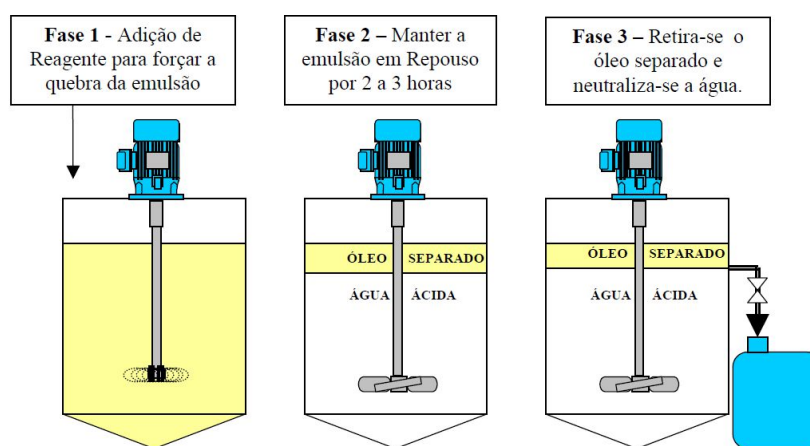 Fase 1 - Adição de
Reagente para forçar a
quebra da emulsão
Fase 2 – Manter a
emulsão em Repouso
por 2 a 3 horas
Fase 3 – Retira-se o
óleo separado e
neutraliza-se a água.
ÓLEO SEPARADO
ÁGUA ÁCIDA
ÓLEO SEPARADO
ÁGUA ÁCIDA